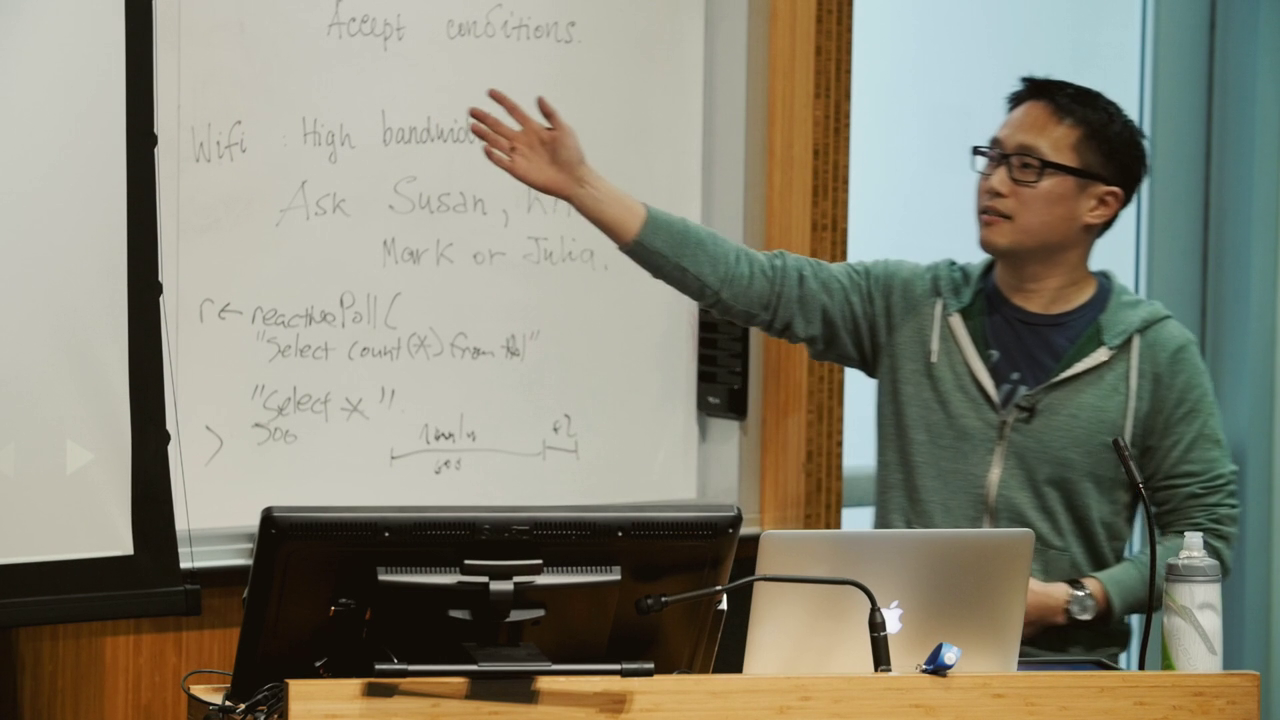 Accept conditions.
Wifi : High bandwid
Ask Susan,
Mark or Julia.
r ← reactivePoll(
"Select count(*) from tbl"
"Select *"
500
)